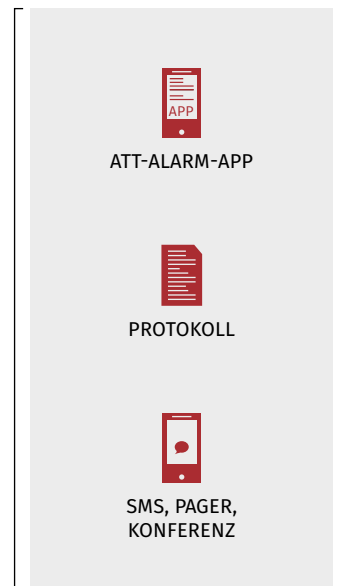 APP
ATT-ALARM-APP
PROTOKOLL
SMS, PAGER,
KONFERENZ